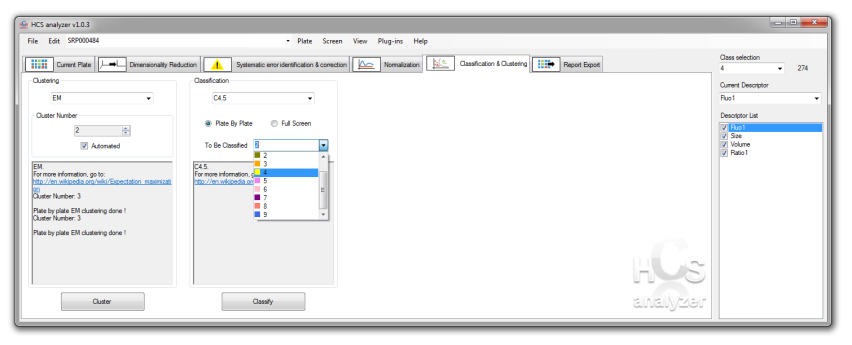 HCS analyzer v1.0.3
File Edit SRP000484 Plate Screen View Plug-ins Help
Current Plate Dimensionality Reduction Systematic error identification & correction Normalization Classification & Clustering Report Export
Class selection
4 274
Current Descriptor
Fluo1
Descriptor List
Fluo1
Size
Volume
Ratio1
Clustering
EM
Cluster Number
2
Automated
EM.
For more information, go to:
http://en.wikipedia.org/wiki/Expectation_maximizati
on
Cluster Number: 3
Plate by plate EM clustering done !
Cluster Number: 3
Plate by plate EM clustering done !
Cluster
Classification
C4.5
Plate By Plate Full Screen
To Be Classified
2
3
4
5
6
7
8
9
C4.5.
For more information,
http://en.wikipedia.or
Classify
HCS
analyzer